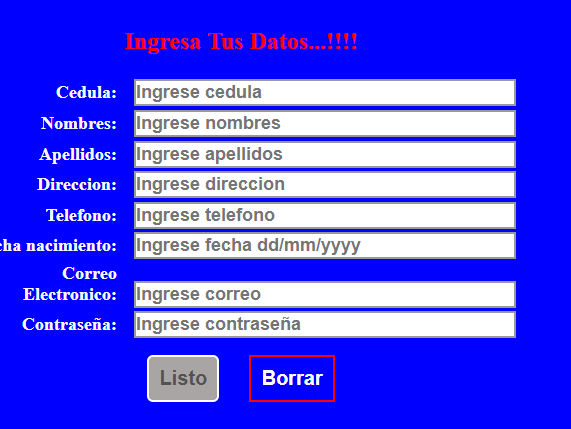 Ingresa Tus Datos...!!!!
Cedula: Ingrese cedula
Nombres: Ingrese nombres
Apellidos: Ingrese apellidos
Direccion: Ingrese direccion
Telefono: Ingrese telefono
cha nacimiento: Ingrese fecha dd/mm/yyyy
Correo
Electronico: Ingrese correo
Contraseña: Ingrese contraseña
Listo Borrar